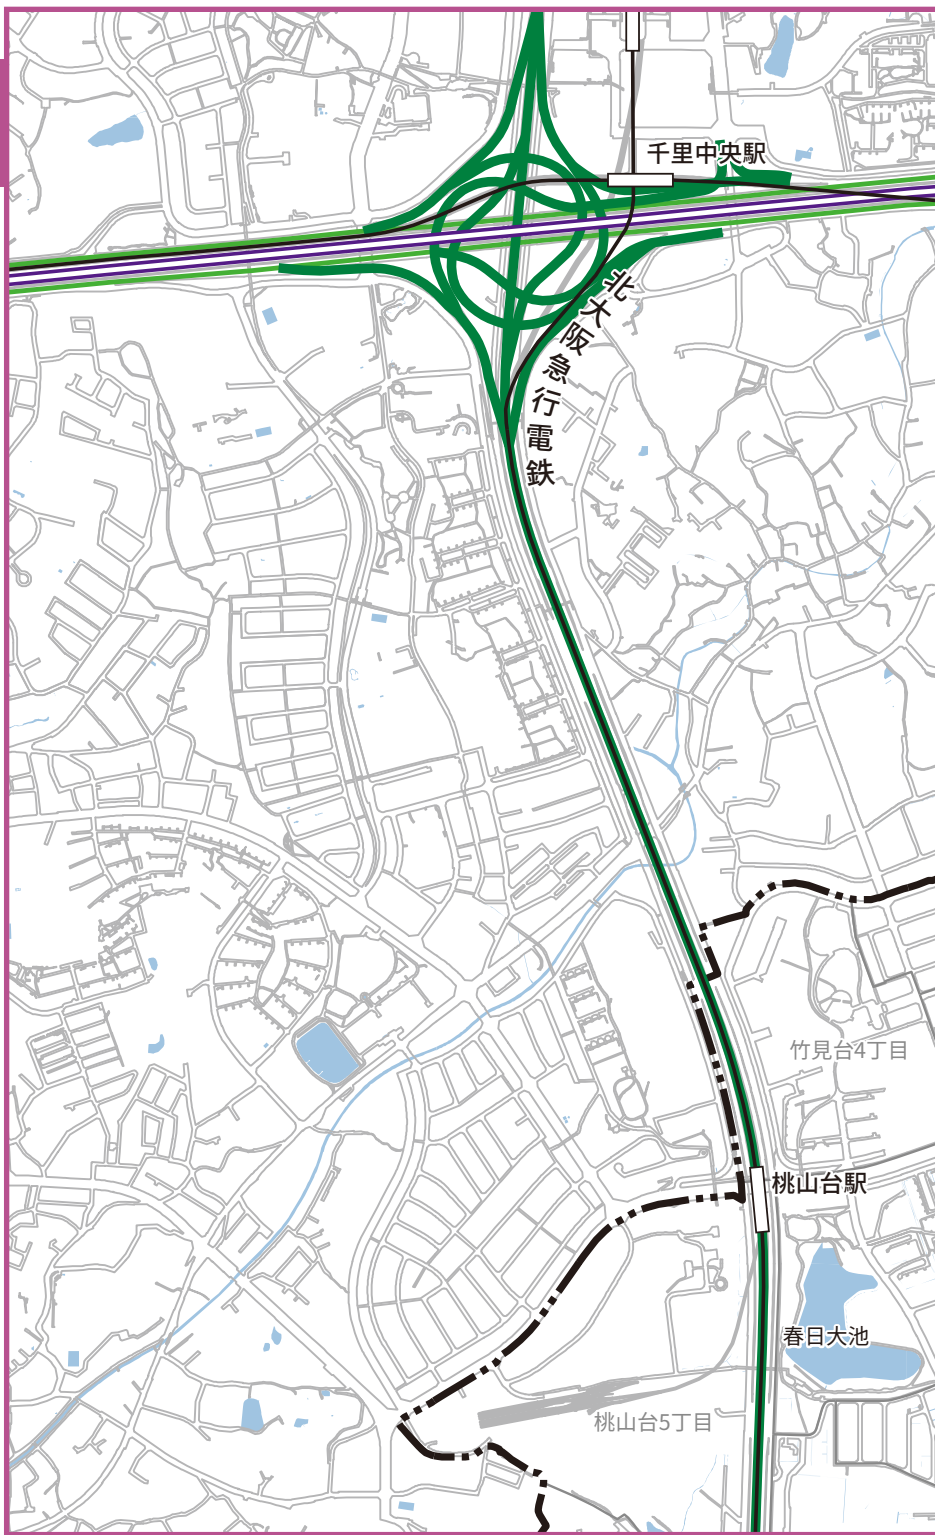 千里中央駅
北大阪急行電鉄
竹見台4丁目
桃山台駅
春日大池
桃山台5丁目